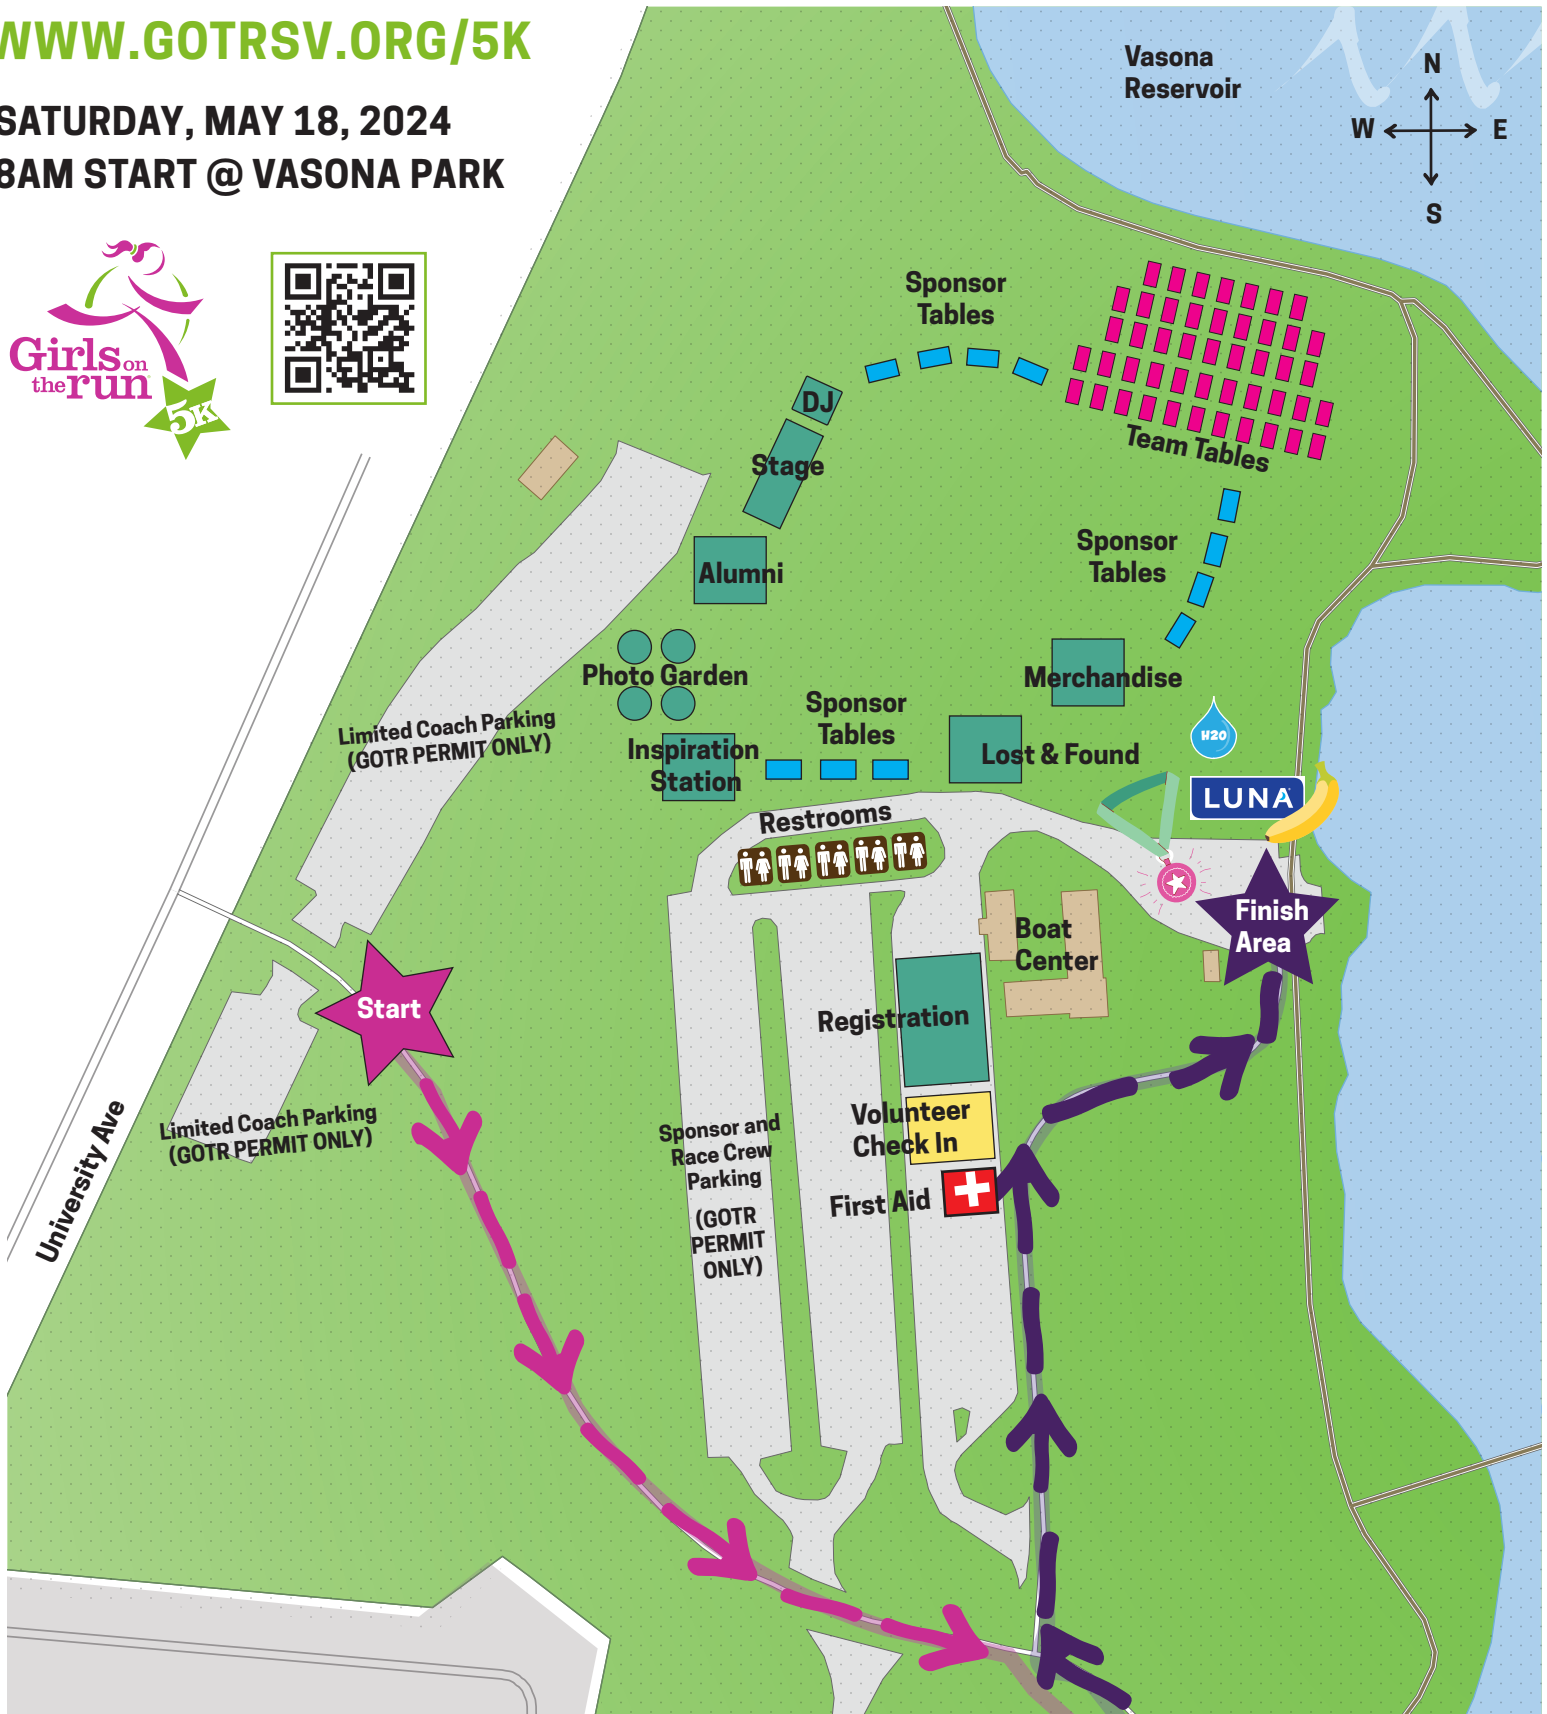 WWW.GOTRSV.ORG/5K
SATURDAY, MAY 18, 2024
8AM START @ VASONA PARK
Girls on
the run
5K
Vasona
Reservoir
N
W
E
S
Sponsor
Tables
DJ
Stage
Team Tables
Alumni
Sponsor
Tables
Photo Garden
Merchandise
Limited Coach Parking
(GOTR PERMIT ONLY)
Inspiration
Station
Sponsor
Tables
Lost & Found
H20
LUNA
Restrooms
Finish
Area
Boat
Center
Start
Registration
University Ave
Limited Coach Parking
(GOTR PERMIT ONLY)
Sponsor and
Race Crew
Parking
(GOTR
PERMIT
ONLY)
Volunteer
Check In
First Aid